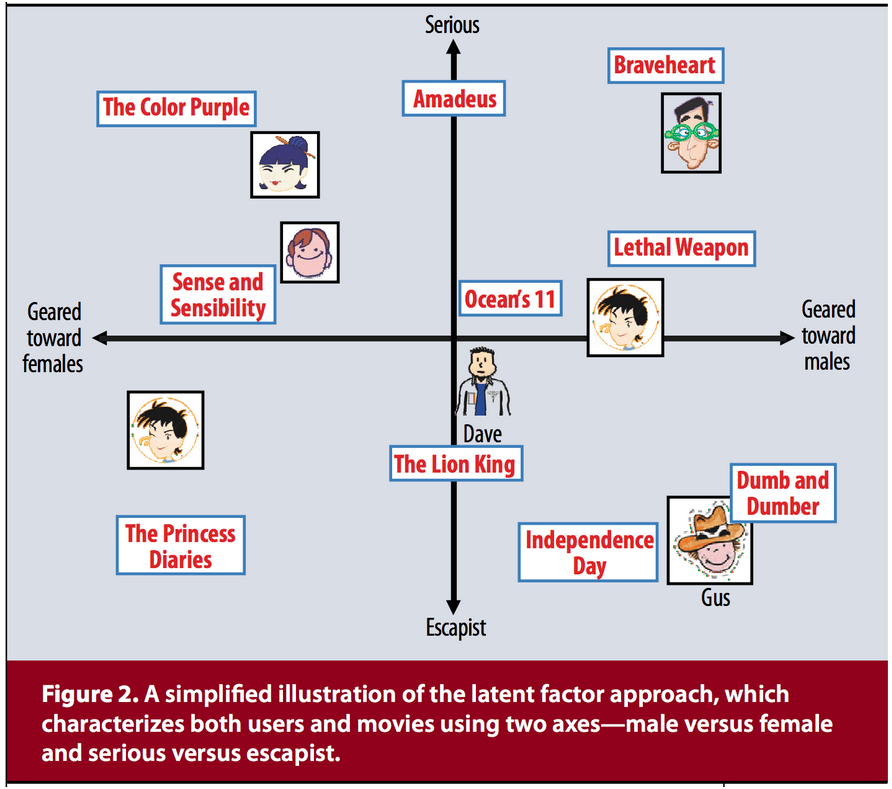 Serious
Braveheart
Amadeus
The Color Purple
Lethal Weapon
Sense and
Sensibility
Ocean's 11
Geared
toward
females
Geared
toward
males
Dave
The Lion King
Dumb and
Dumber
The Princess
Diaries
Independence
Day
Gus
Escapist
Figure 2. A simplified illustration of the latent factor approach, which
characterizes both users and movies using two axes—male versus female
and serious versus escapist.